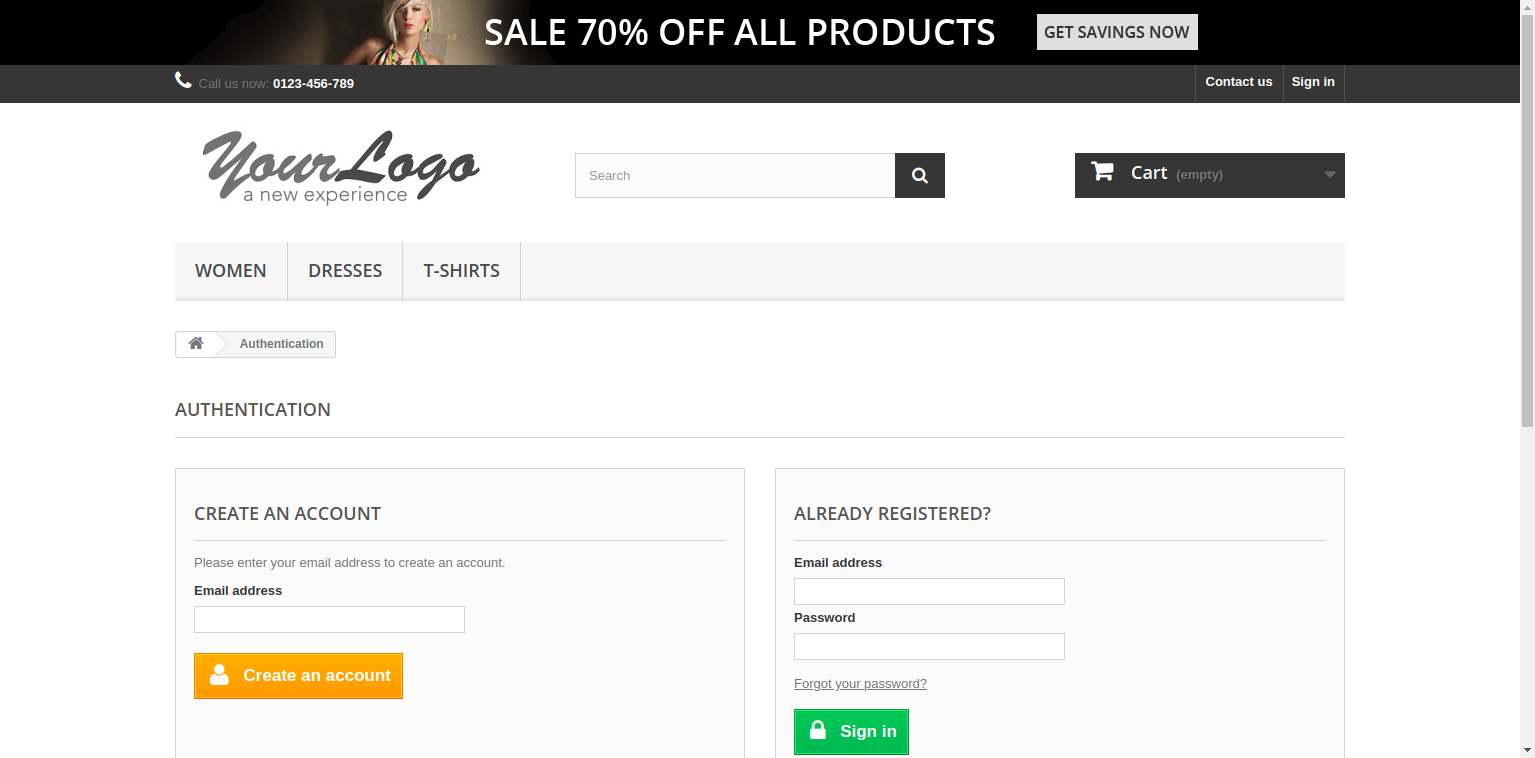 SALE 70% OFF ALL PRODUCTS
GET SAVINGS NOW
Call us now: 0123-456-789
Contact us
Sign in
YourLogo
a new experience
Search
Cart (empty)
WOMEN
DRESSES
T-SHIRTS
Authentication
AUTHENTICATION
CREATE AN ACCOUNT
Please enter your email address to create an account.
Email address
Create an account
ALREADY REGISTERED?
Email address
Password
Forgot your password?
Sign in